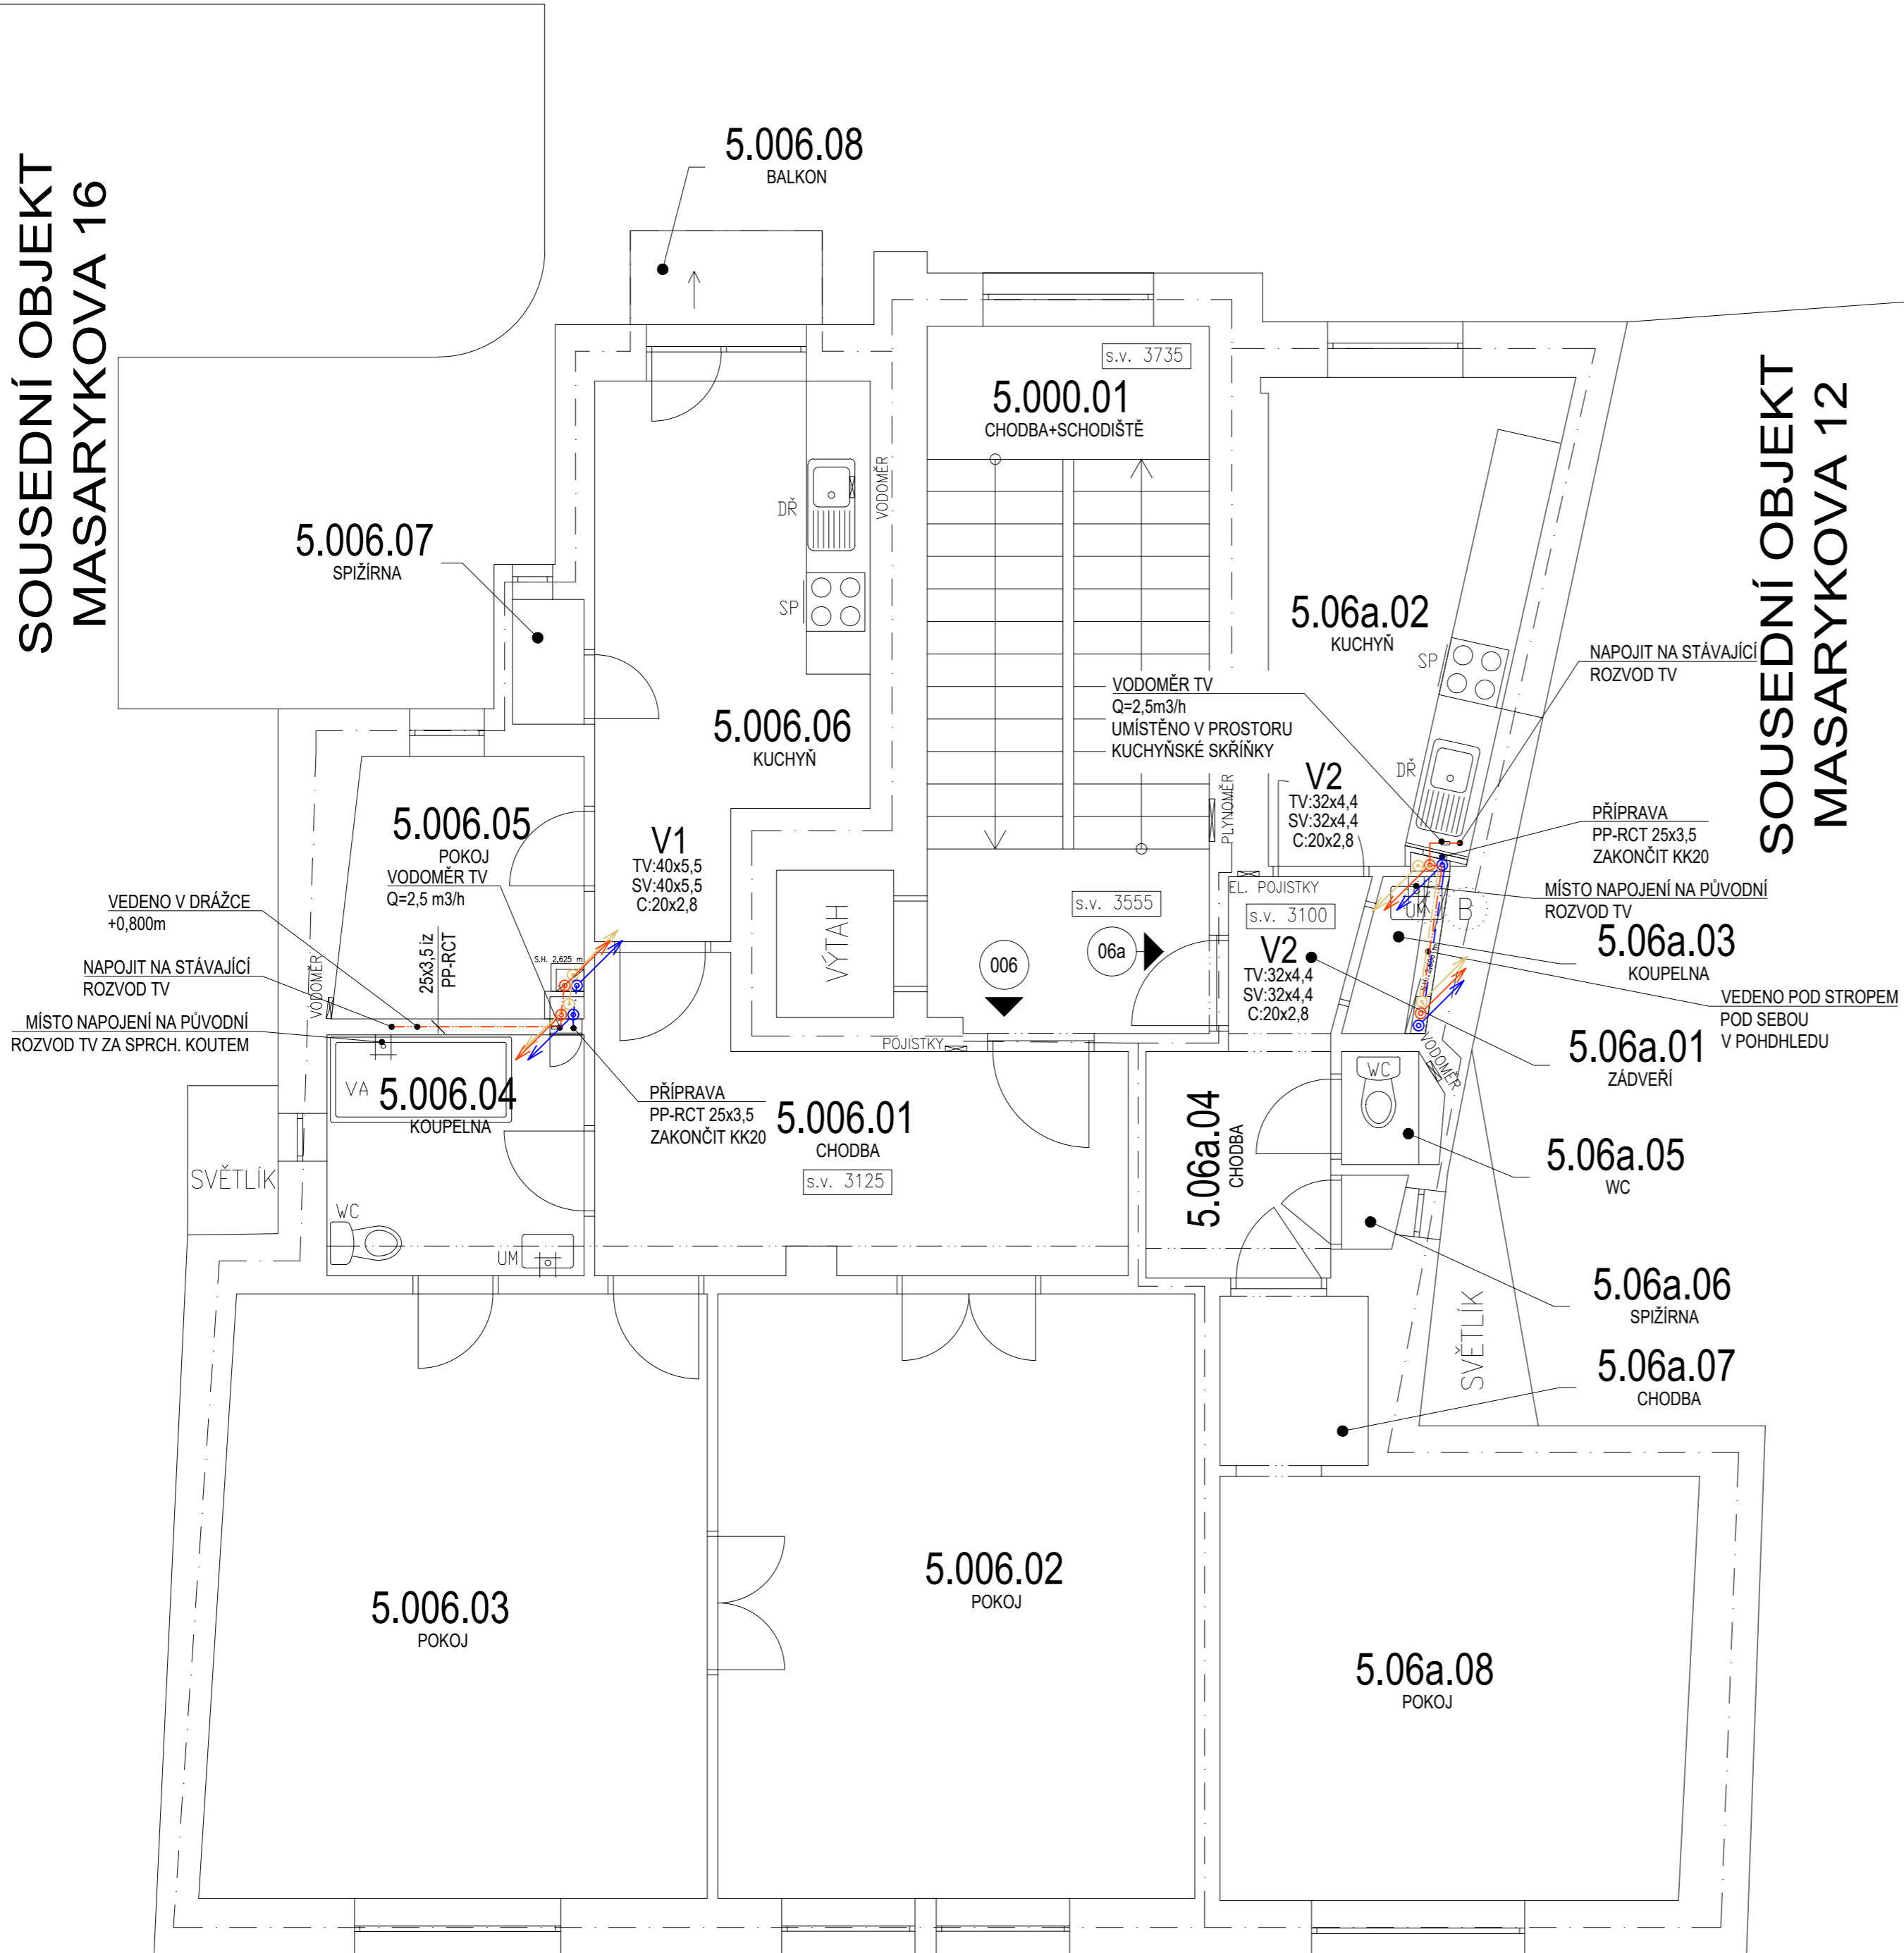 SOUSEDNÍ OBJEKT
MASARYKOVA 16
5.006.08
BALKON
s.v. 3735
5.000.01
CHODBA+SCHODIŠTĚ
SOUSEDNÍ OBJEKT
MASARYKOVA 12
DŘ
VODOMĚR
SP
5.006.07
SPIŽÍRNA
5.06a.02
KUCHYŇ
SP
NAPOJIT NA STÁVAJÍCÍ
ROZVOD TV
VODOMĚR TV
Q=2,5m3/h
UMÍSTĚNO V PROSTORU
KUCHYŇSKÉ SKŘÍŇKY
5.006.06
KUCHYŇ
DŘ
V2
TV:32x4,4
SV:32x4,4
C:20x2,8
PLYNOMĚR
PŘÍPRAVA
PP-RCT 25x3,5
ZAKONČIT KK20
5.006.05
POKOJ
V1
TV:40x5,5
SV:40x5,5
C:20x2,8
VODOMĚR TV
Q=2,5 m3/h
VEDENO V DRÁŽCE
+0,800m
25x3,5 iz
PP-RCT
S.H. 2,625 m
VÝTAH
s.v. 3555
EL. POJISTKY
s.v. 3100
UM
B
MÍSTO NAPOJENÍ NA PŮVODNÍ
ROZVOD TV
5.06a.03
KOUPELNA
006
06a
V2
TV:32x4,4
SV:32x4,4
C:20x2,8
NAPOJIT NA STÁVAJÍCÍ
ROZVOD TV
VODOMĚR
MÍSTO NAPOJENÍ NA PŮVODNÍ
ROZVOD TV ZA SPRCH. KOUTEM
VEDENO POD STROPEM
POD SEBOU
V POHDHLEDU
POJISTKY
VODOMĚR
5.06a.01
ZÁDVEŘÍ
VA
5.006.04
KOUPELNA
PŘÍPRAVA
PP-RCT 25x3,5
ZAKONČIT KK20
5.006.01
CHODBA
s.v. 3125
5.06a.04
CHODBA
WC
5.06a.05
WC
SVĚTLÍK
WC
UM
5.06a.06
SPIŽÍRNA
SVĚTLÍK
5.06a.07
CHODBA
5.006.03
POKOJ
5.006.02
POKOJ
5.06a.08
POKOJ